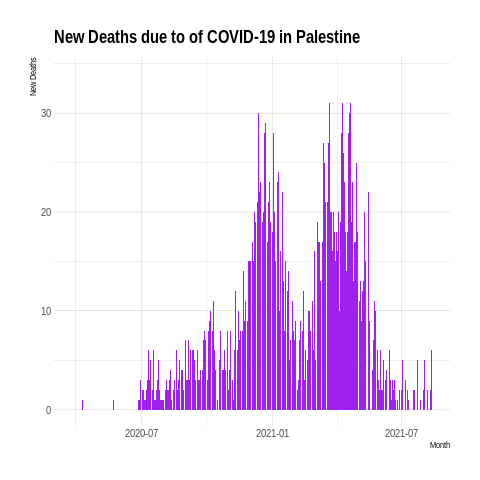 New Deaths due to of COVID-19 in Palestine
New Deaths
30
20
10
0
2020-07
2021-01
2021-07
Month